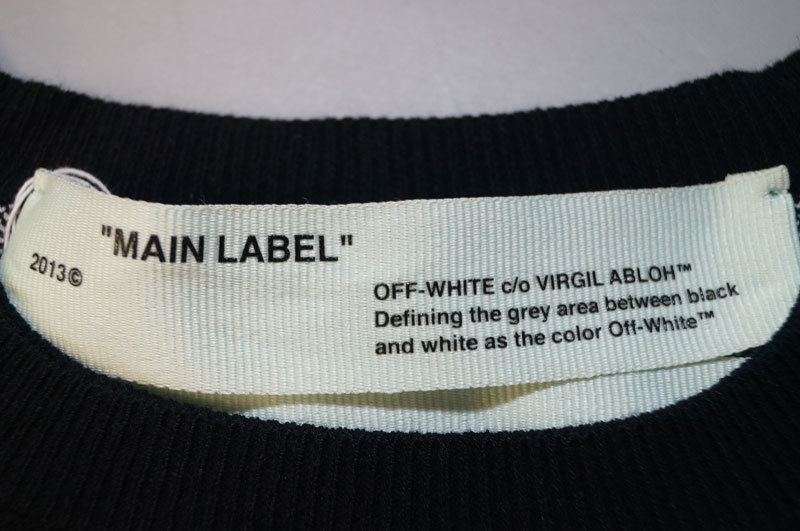 "MAIN LABEL"
2013©
OFF-WHITE c/o VIRGIL ABLOH™
Defining the grey area between black
and white as the color Off-White™